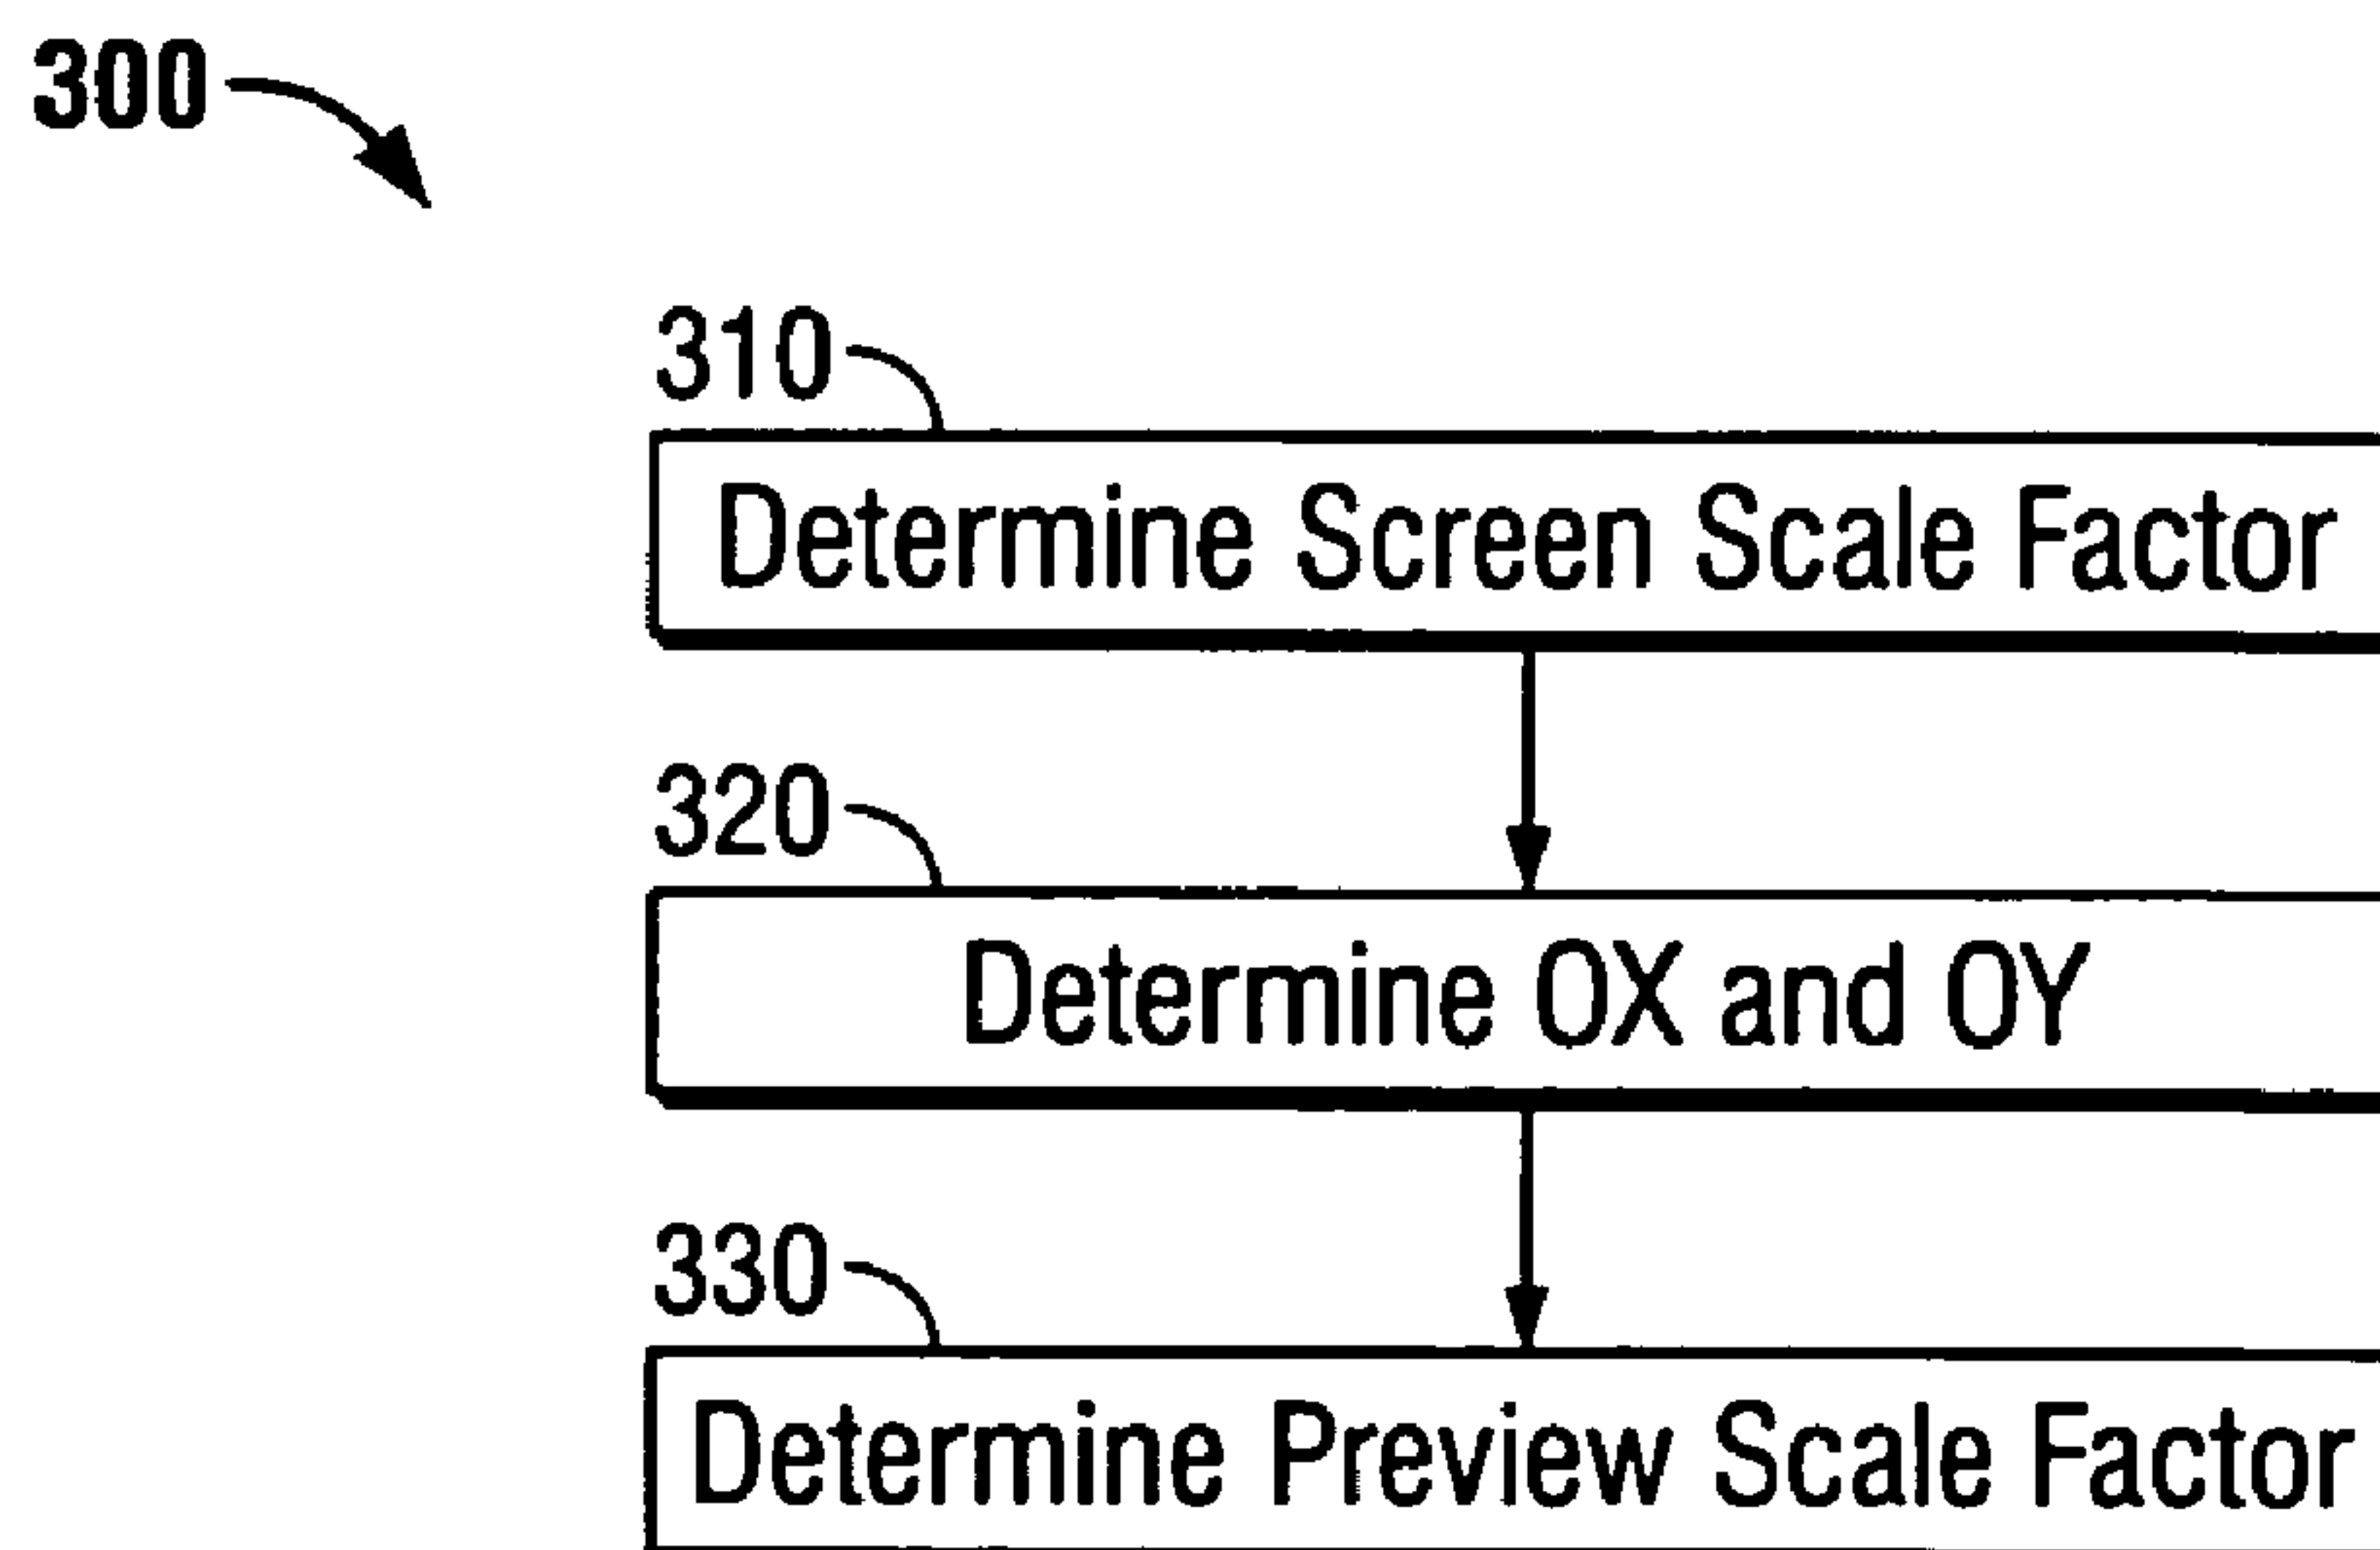 300
310
Determine Screen Scale Factor
320
Determine OX and OY
330
Determine Preview Scale Factor